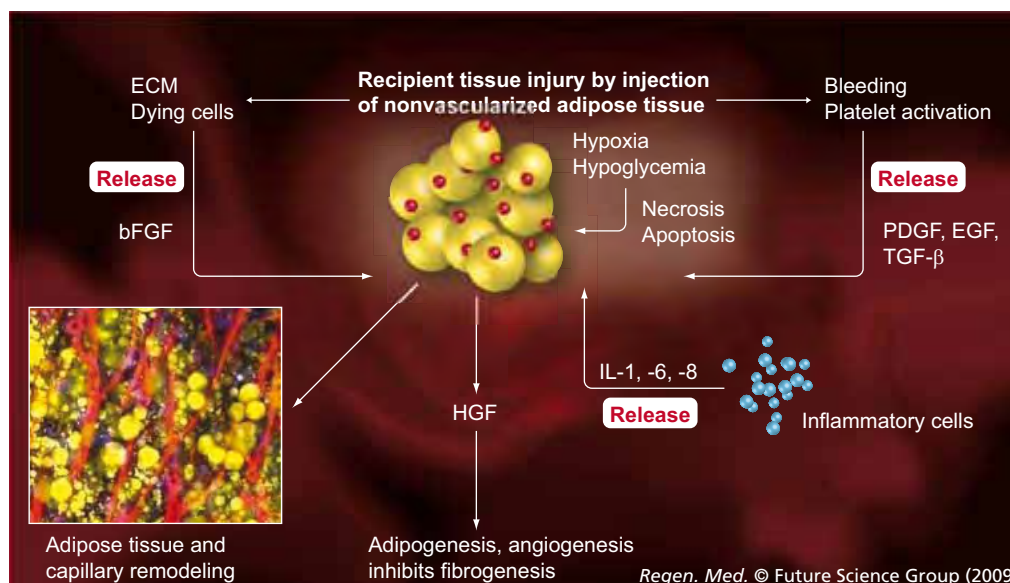 Recipient tissue injury by injection
of nonvascularized adipose tissue
ECM
Dying cells
Release
bFGF
Hypoxia
Hypoglycemia
Necrosis
Apoptosis
Bleeding
Platelet activation
Release
PDGF, EGF,
TGF-β
IL-1, -6, -8
Release
Inflammatory cells
HGF
Adipose tissue and
capillary remodeling
Adipogenesis, angiogenesis
inhibits fibrogenesis
Regen. Med. © Future Science Group (2009